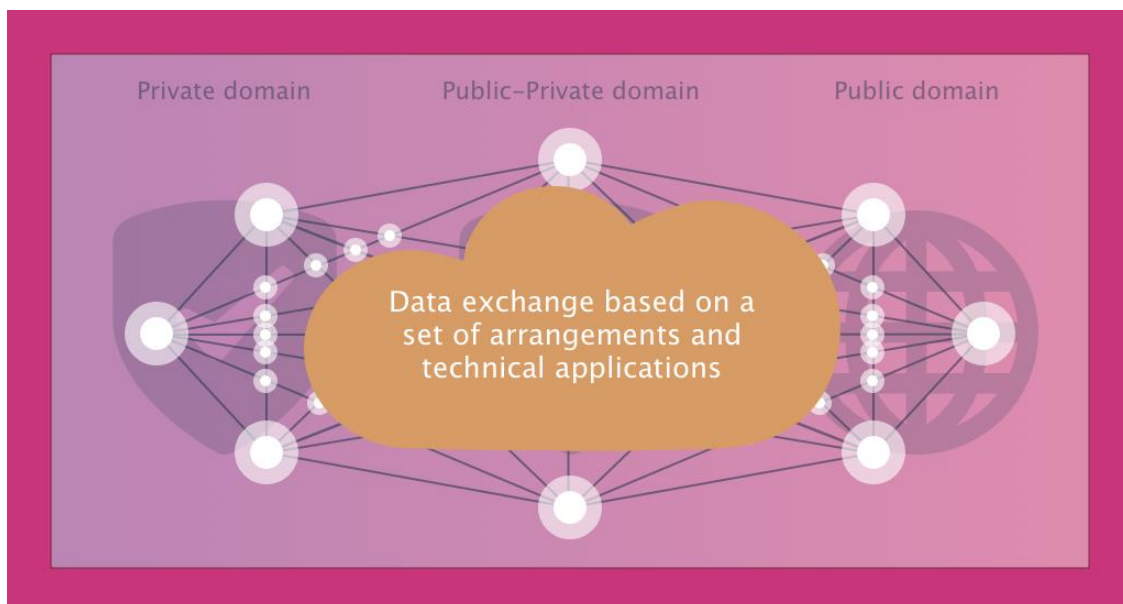 Private domain
Public-Private domain
Public domain
Data exchange based on a
set of arrangements and
technical applications